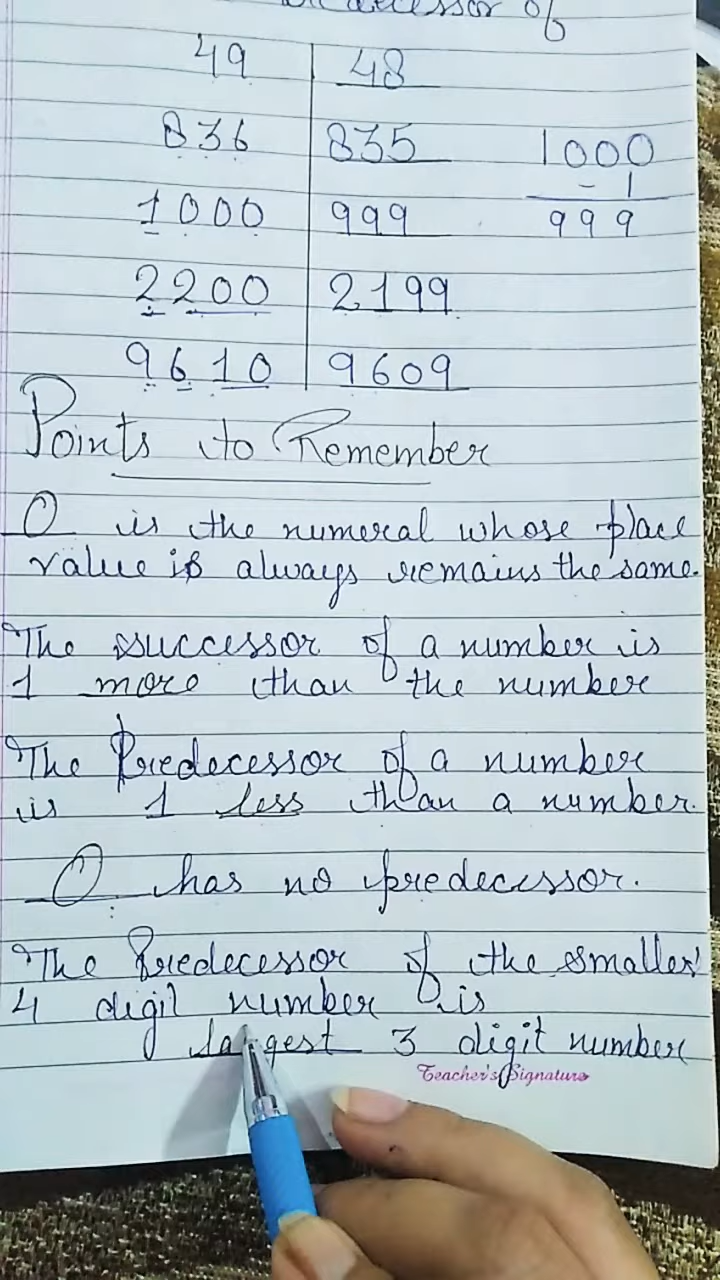 of
49 48
836 835
1000 999
2200 2199
9610 9609
1000
- 1
999
Points to Remember
0 is the numeral whose place
value is always remains the same.
The successor of a number is
1 more than the number
The Predecessor of a number
is 1 less than a number.
0 has no predecessor.
The Predecessor of the smalles
4 digit number is
largest 3 digit number
Teacher's Signature